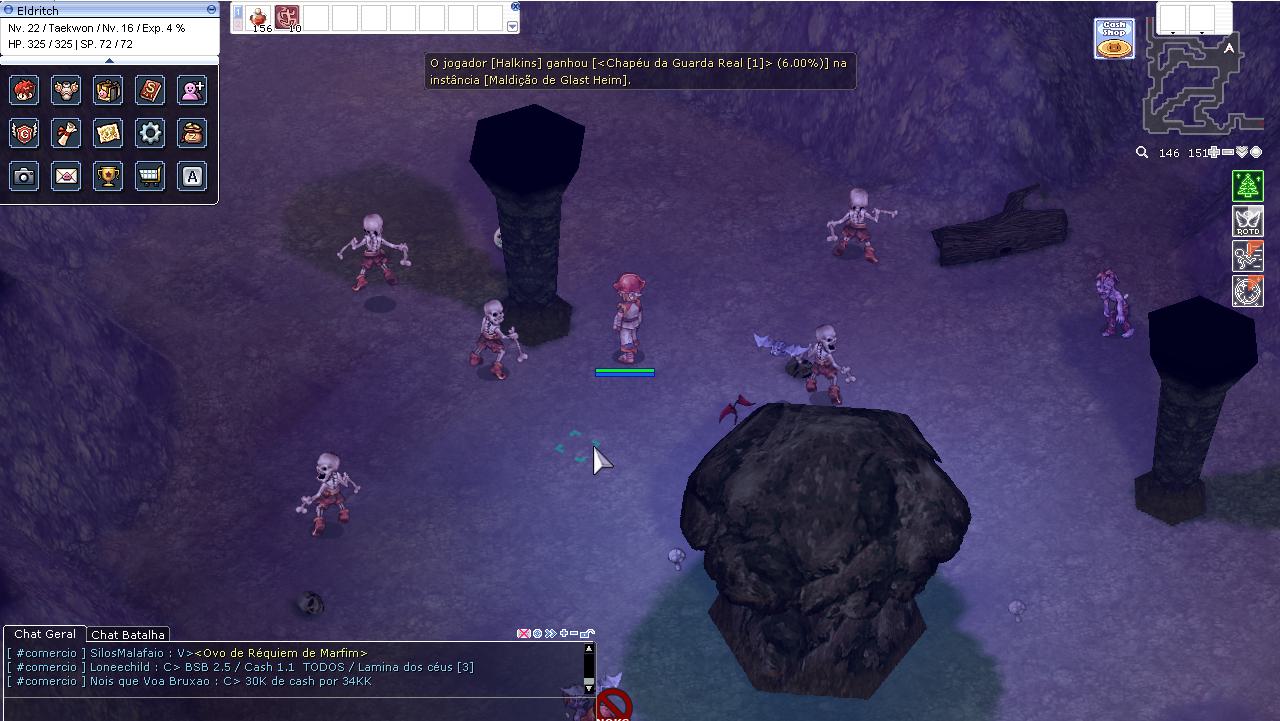 Eldritch
Nv. 22 / Taekwon / Nv. 16 / Exp. 4 %
HP. 325 / 325 | SP. 72 / 72
156
10
O jogador [Halkins] ganhou [<Chapéu da Guarda Real [1]> (6.00%)] na
instância [Maldição de Glast Heim].
Cash
Shop
A
146 151
ROTD
A
Chat Geral
Chat Batalha
[ #comercio ] SilosMalafaio : V><Ovo de Réquiem de Marfim>
[ #comercio ] Loneechild : C> BSB 2.5 / Cash 1.1 TODOS / Lamina dos céus [3]
[ #comercio ] Nois que Voa Bruxao : C> 30K de cash por 34KK